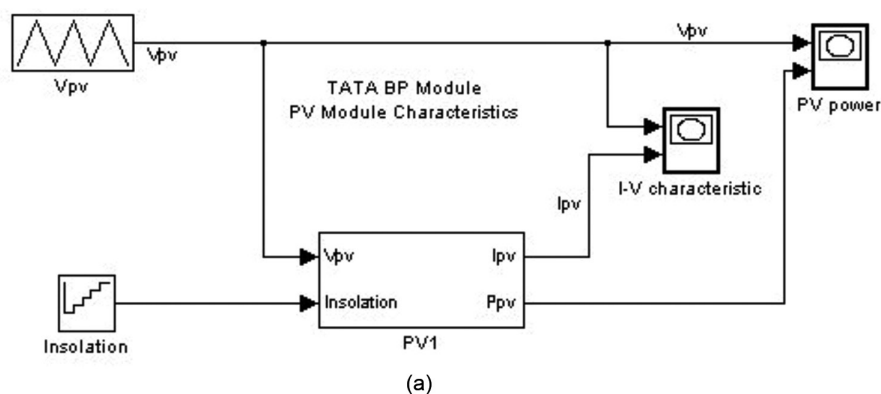 Vpv
Vpv
Vpv
TATA BP Module
PV Module Characteristics
PV power
I-V characteristic
Ipv
Vpv
Ipv
Insolation
Ppv
Insolation
PV1
(a)